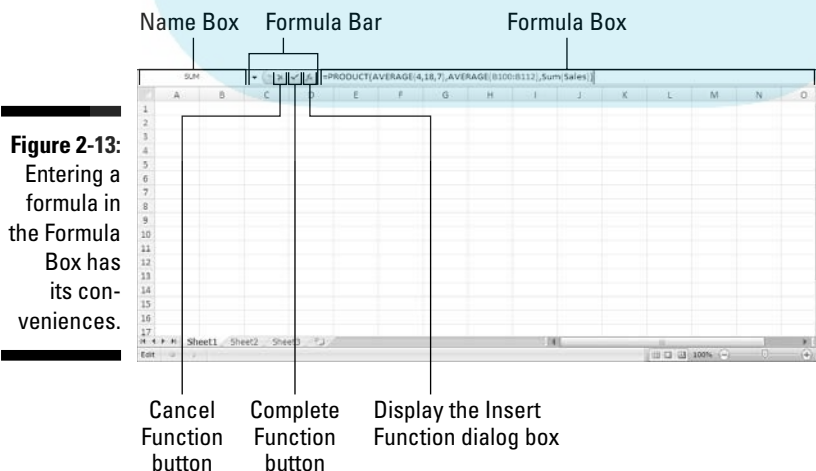 Name Box Formula Bar Formula Box
SUM =PRODUCT(AVERAGE(4,18,7),AVERAGE(B100:B112),Sum(Sales))
A B C D E F G H I J K L M N O
1
2
3
4
5
6
7
8
9
10
11
12
13
14
15
16
17
Sheet1 Sheet2 Sheet3
Edit 100%
Figure 2-13:
Entering a
formula in
the Formula
Box has
its con-
veniences.
Cancel Complete Display the Insert
Function Function Function dialog box
button button